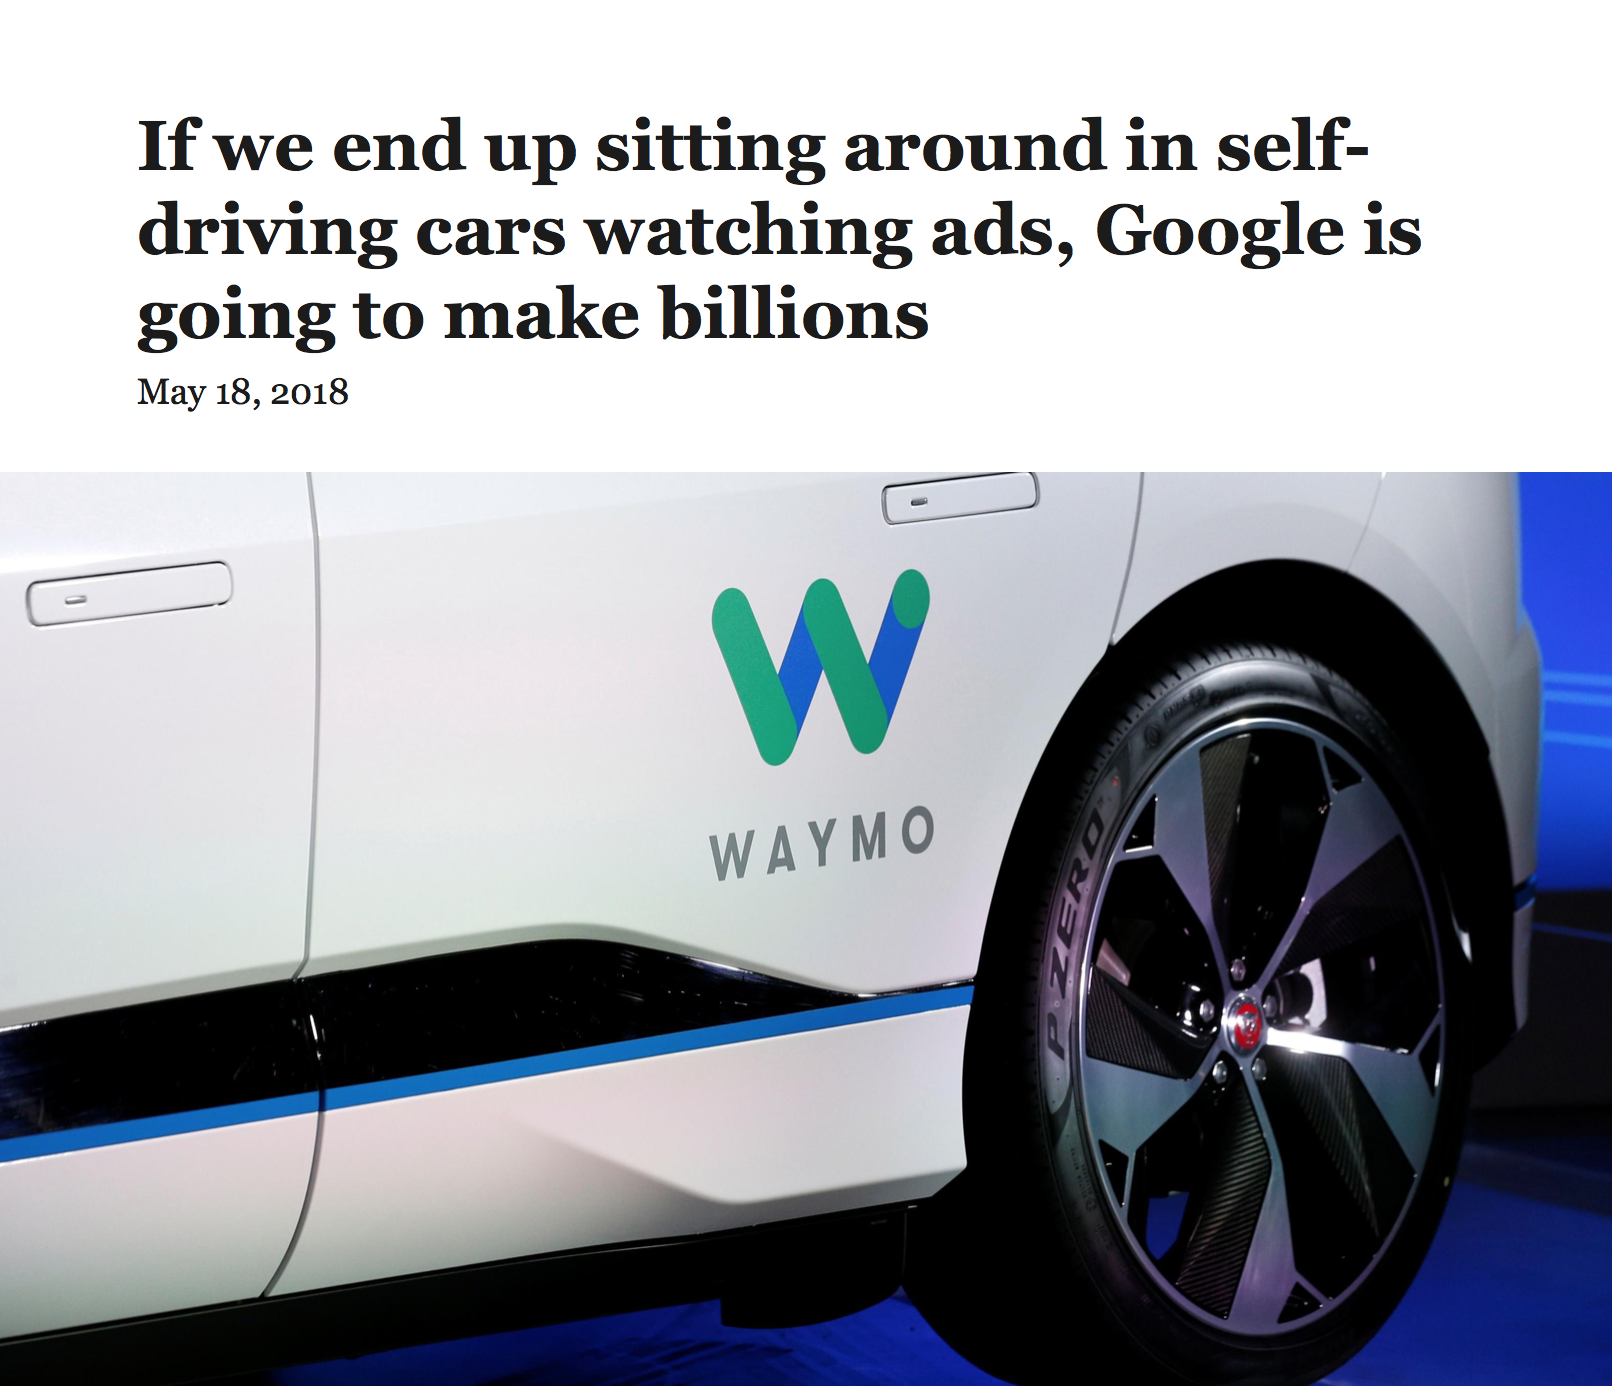 If we end up sitting around in self-
driving cars watching ads, Google is
going to make billions
May 18, 2018
WAYMO
P ZERO